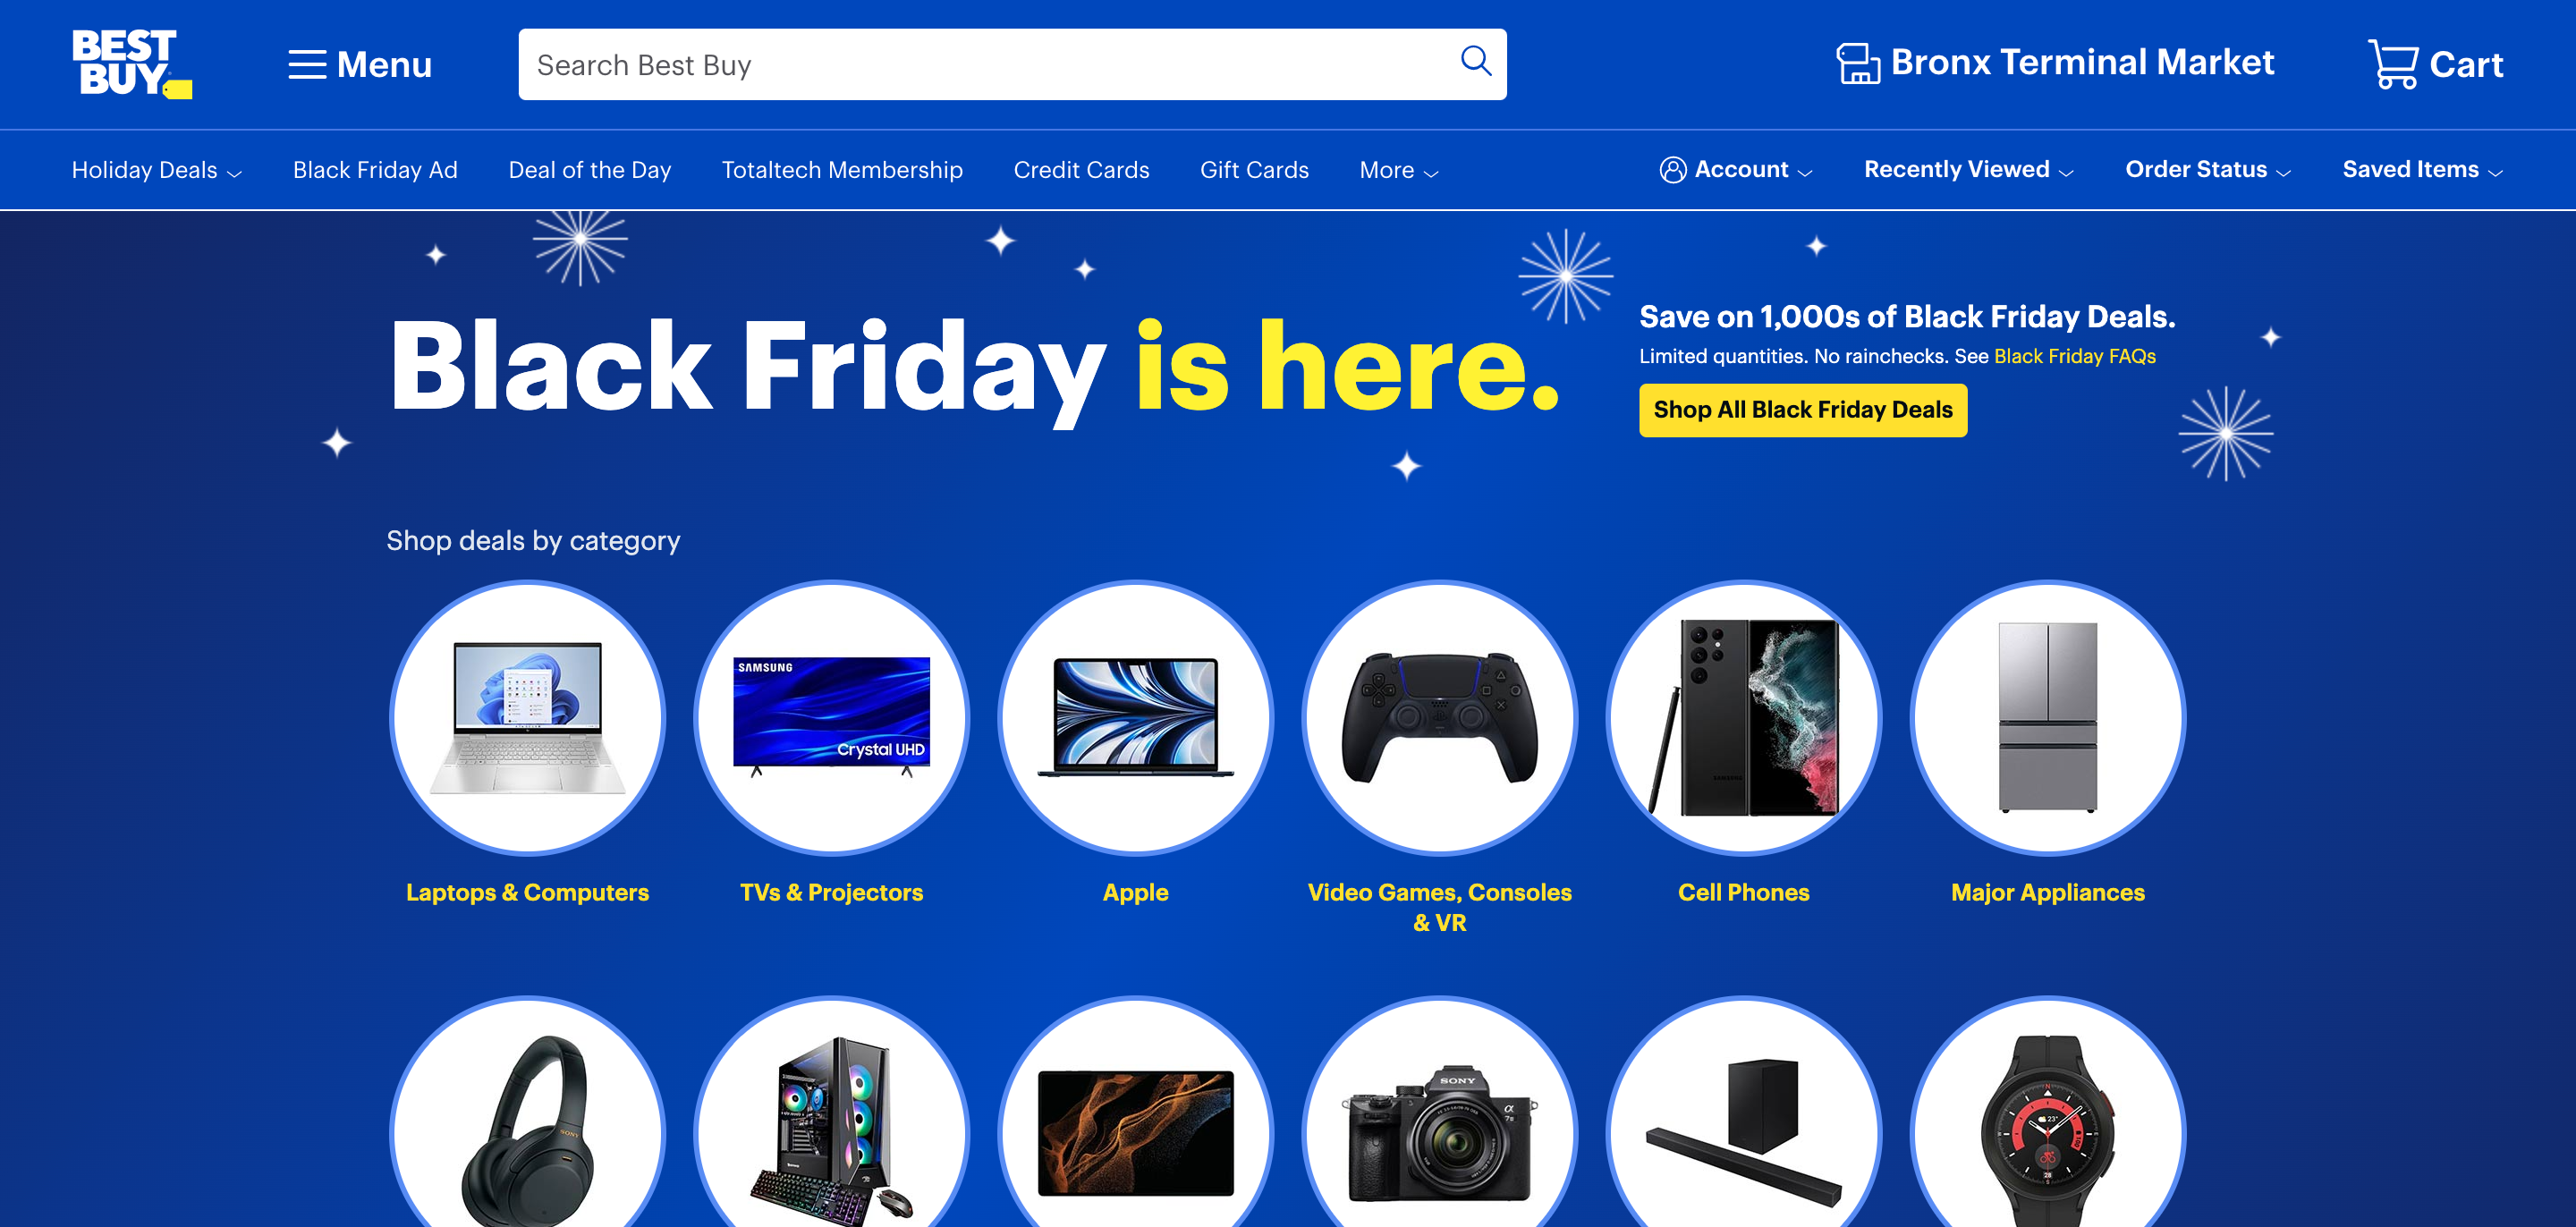 BEST
BUY
Menu
Search Best Buy
Bronx Terminal Market
Cart
Holiday Deals
Black Friday Ad
Deal of the Day
Totaltech Membership
Credit Cards
Gift Cards
More
Account
Recently Viewed
Order Status
Saved Items
Black Friday is here.
Save on 1,000s of Black Friday Deals.
Limited quantities. No rainchecks. See Black Friday FAQs
Shop All Black Friday Deals
Shop deals by category
SAMSUNG
Crystal UHD
SAMSUNG
Laptops & Computers
TVs & Projectors
Apple
Video Games, Consoles
& VR
Cell Phones
Major Appliances
SONY
SONY
α
23°
28